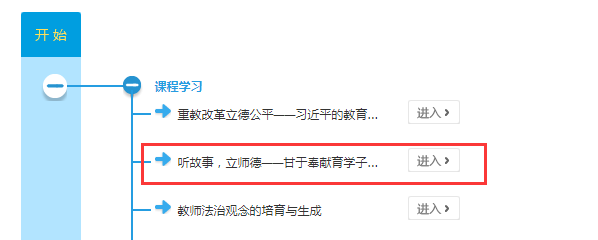 开 始
课程学习
重教改革立德公平——习近平的教育...
进入 ›
听故事，立师德——甘于奉献育学子...
进入 ›
教师法治观念的培育与生成
进入 ›